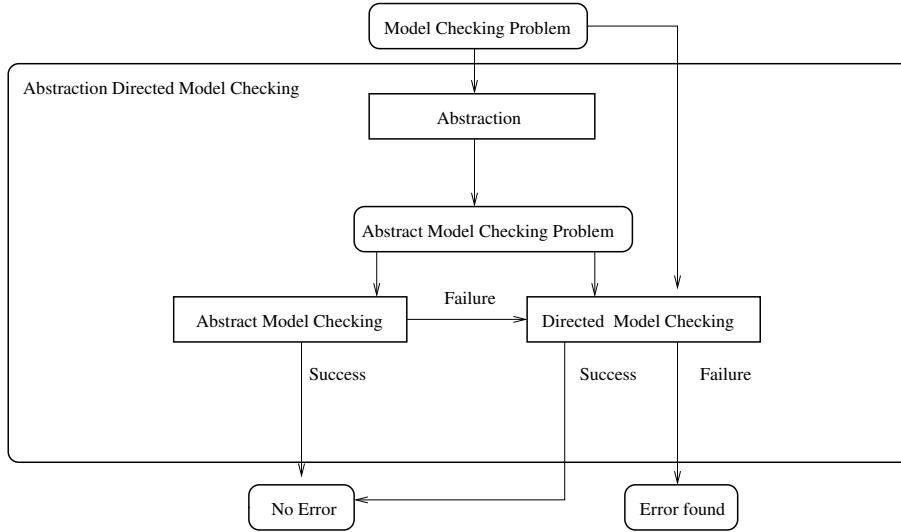 Model Checking Problem
Abstraction Directed Model Checking
Abstraction
Abstract Model Checking Problem
Failure
Abstract Model Checking
Directed Model Checking
Success
Success
Failure
No Error
Error found